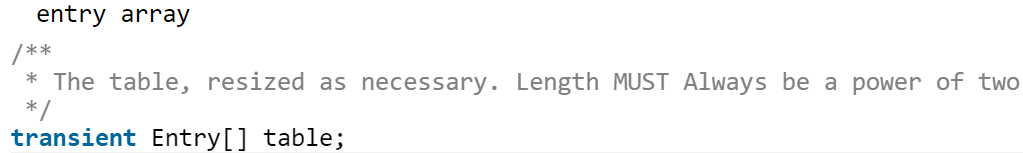 entry array
/**
* The table, resized as necessary. Length MUST Always be a power of two
*/
transient Entry[] table;